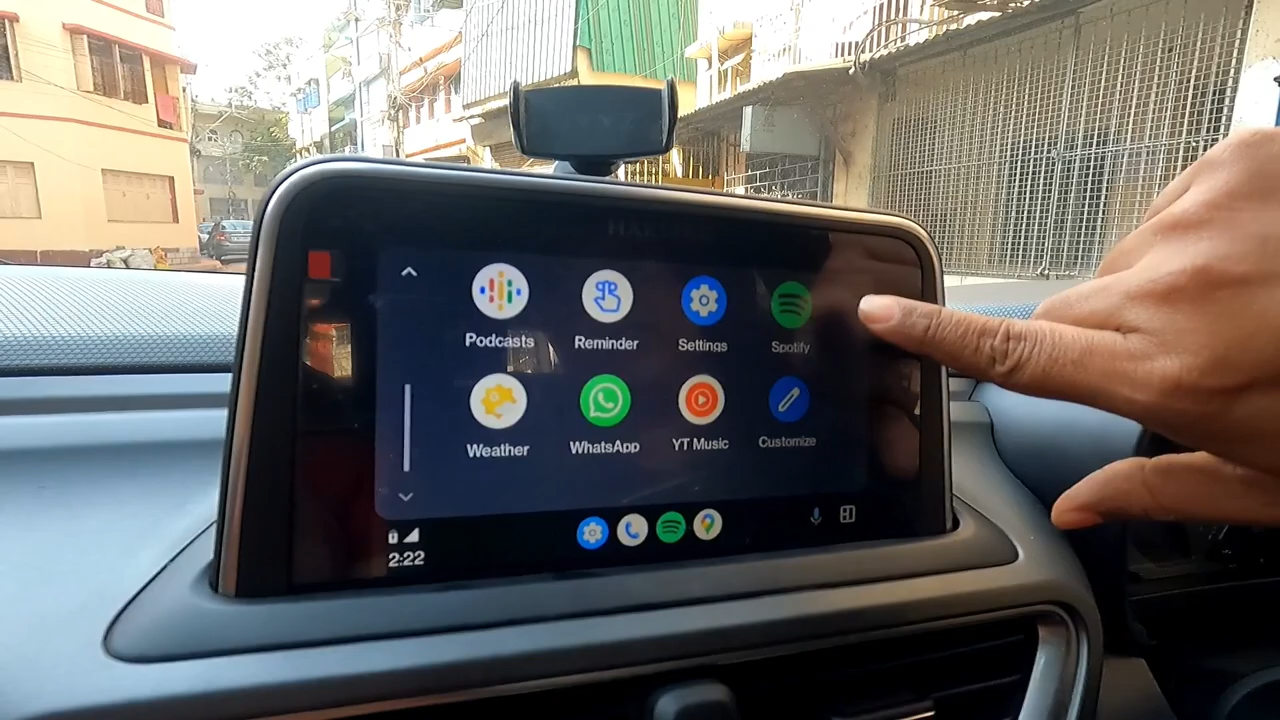 Podcasts
Reminder
Settings
Spotify
Weather
WhatsApp
YT Music
Customize
2:22